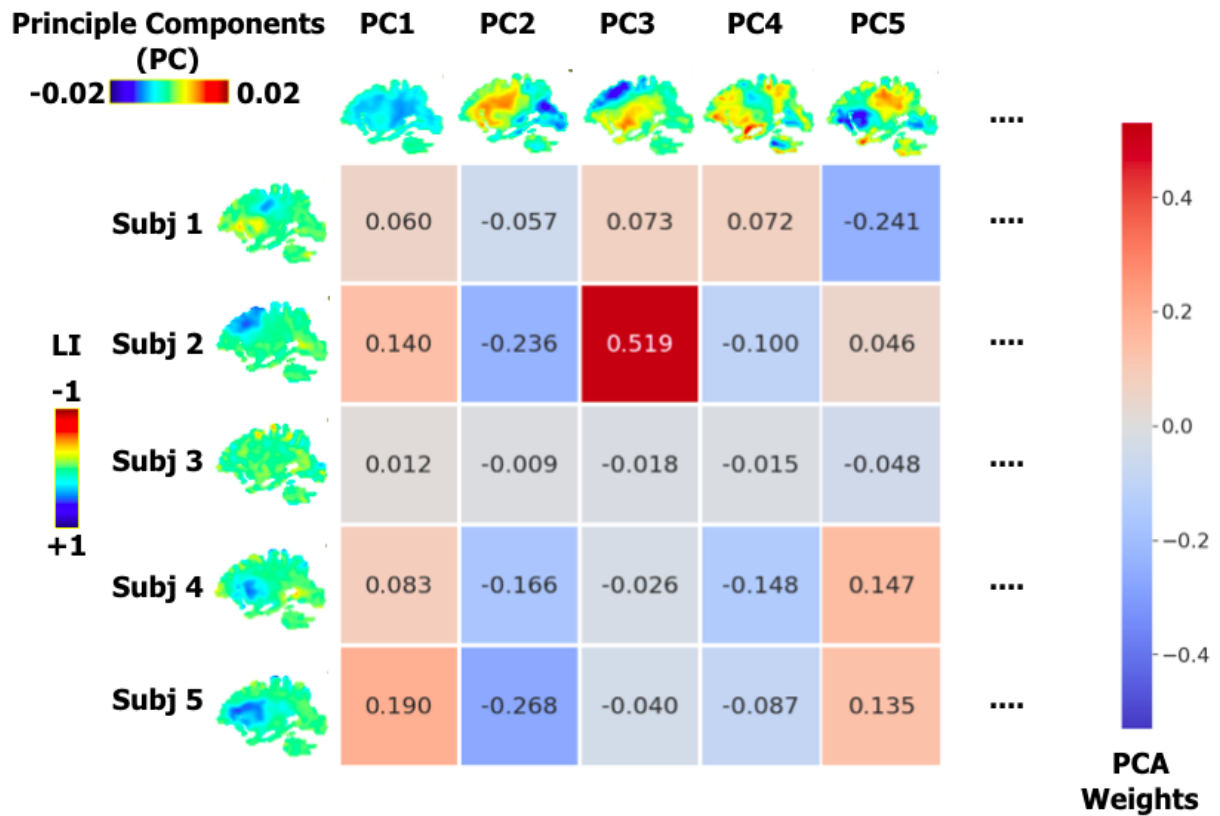 Principle Components
(PC)
-0.02 0.02
PC1 PC2 PC3 PC4 PC5
....
Subj 1 0.060 -0.057 0.073 0.072 -0.241 ....
Subj 2 0.140 -0.236 0.519 -0.100 0.046 ....
Subj 3 0.012 -0.009 -0.018 -0.015 -0.048 ....
Subj 4 0.083 -0.166 -0.026 -0.148 0.147 ....
Subj 5 0.190 -0.268 -0.040 -0.087 0.135 ....
LI
-1
+1
0.4
0.2
0.0
−0.2
−0.4
PCA
Weights